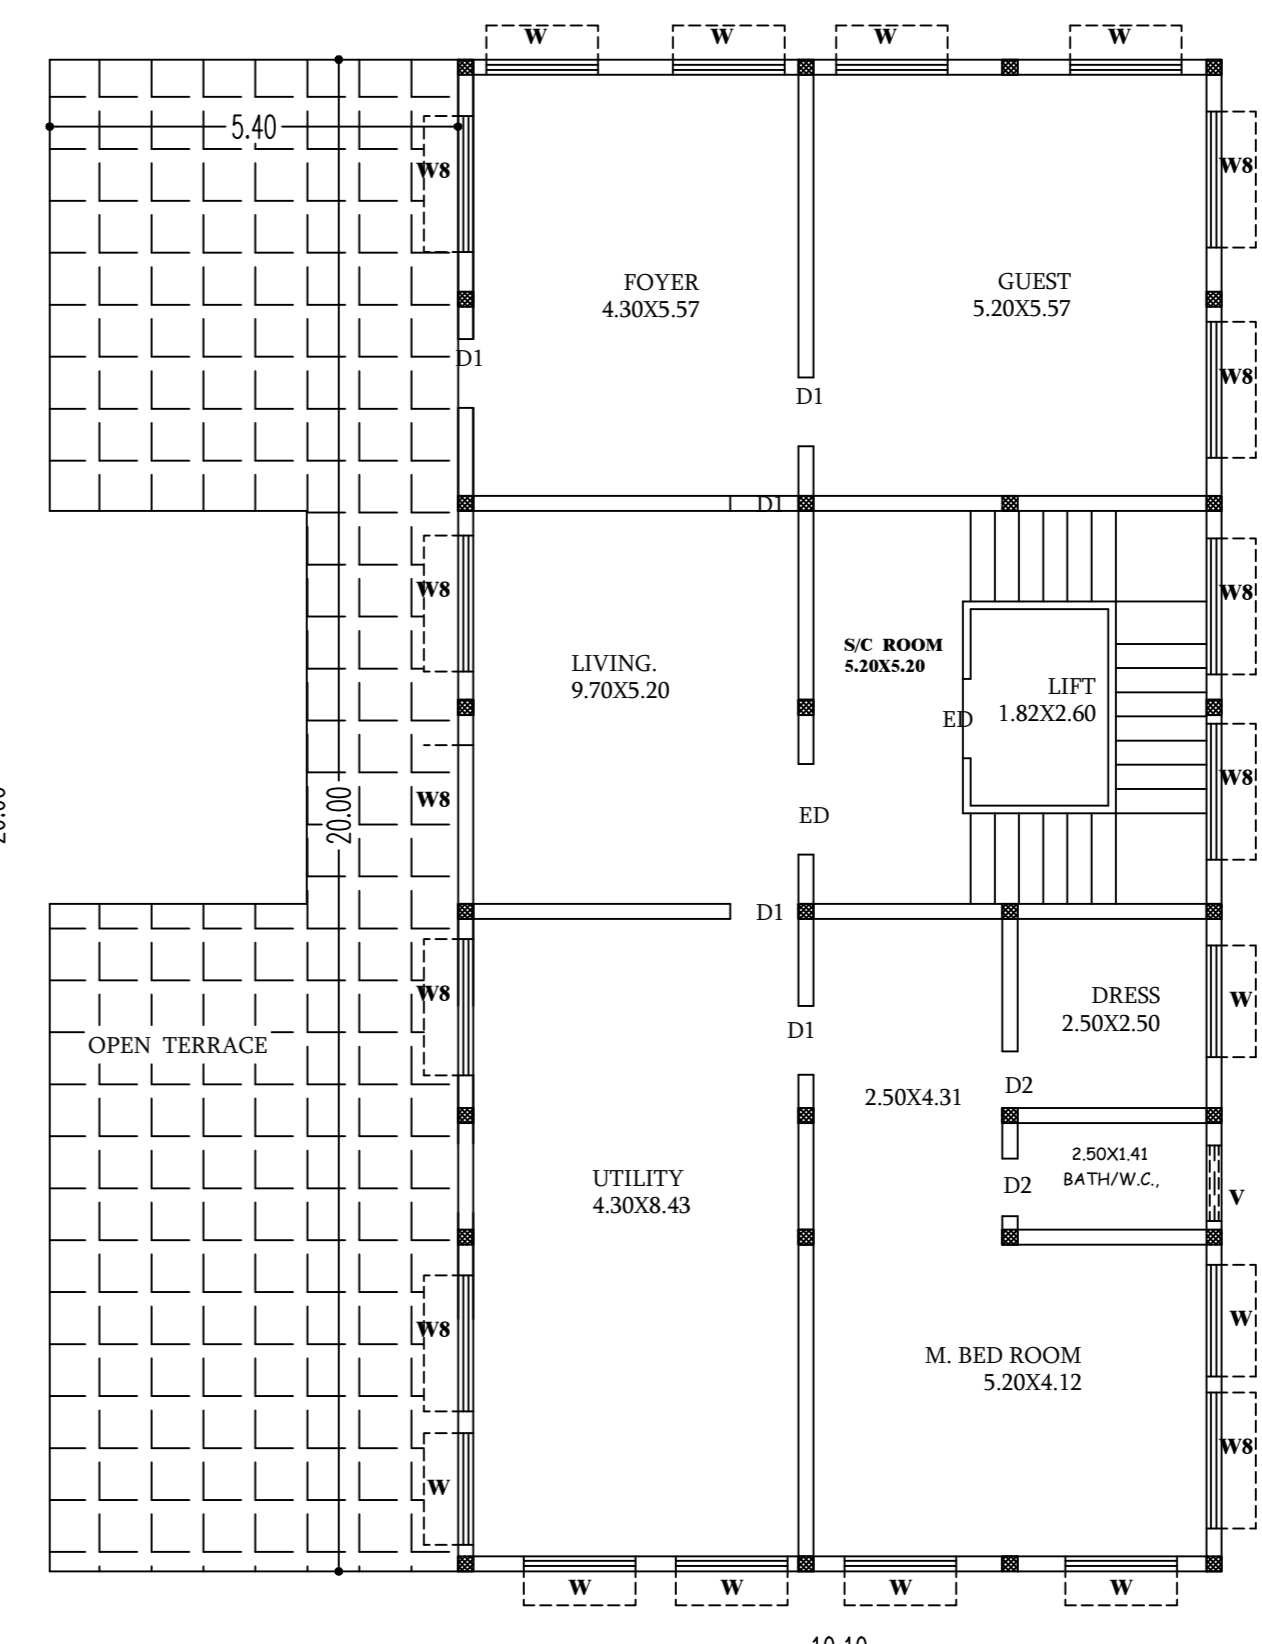 W
W
W
W
5.40
W8
W8
FOYER
4.30X5.57
GUEST
5.20X5.57
D1
W8
D1
D1
W8
W8
S/C ROOM
5.20X5.20
LIVING.
9.70X5.20
LIFT
1.82X2.60
ED
W8
W8
20.00
ED
D1
W8
W
DRESS
2.50X2.50
D1
OPEN TERRACE
D2
2.50X4.31
2.50X1.41
BATH/W.C.,
UTILITY
4.30X8.43
D2
V
W8
W
M. BED ROOM
5.20X4.12
W8
W
W
W
W
W